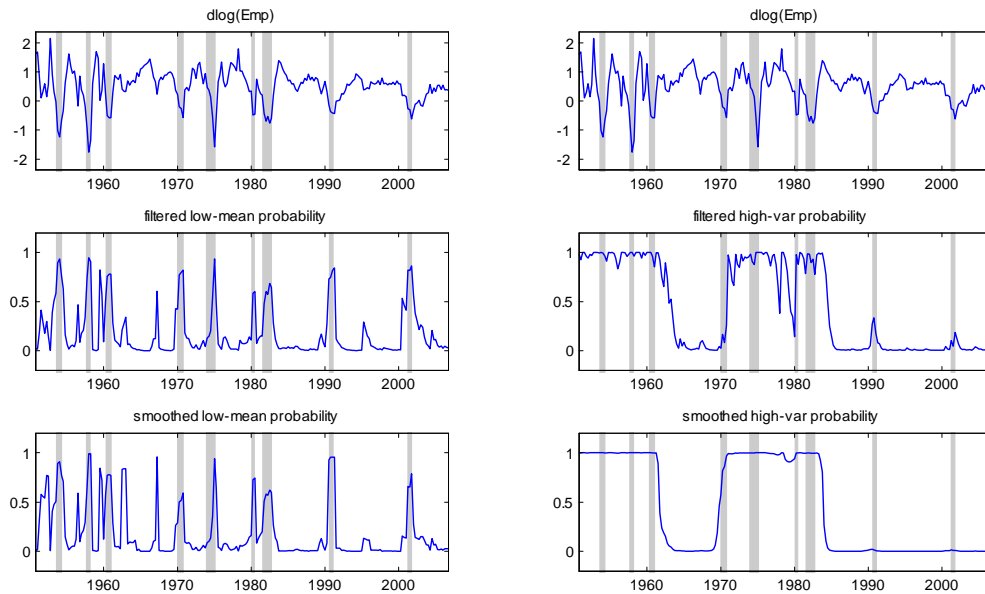 dlog(Emp)
2
1
0
-1
-2
1960 1970 1980 1990 2000
dlog(Emp)
2
1
0
-1
-2
1960 1970 1980 1990 2000
filtered low-mean probability
1
0.5
0
1960 1970 1980 1990 2000
filtered high-var probability
1
0.5
0
1960 1970 1980 1990 2000
smoothed low-mean probability
1
0.5
0
1960 1970 1980 1990 2000
smoothed high-var probability
1
0.5
0
1960 1970 1980 1990 2000